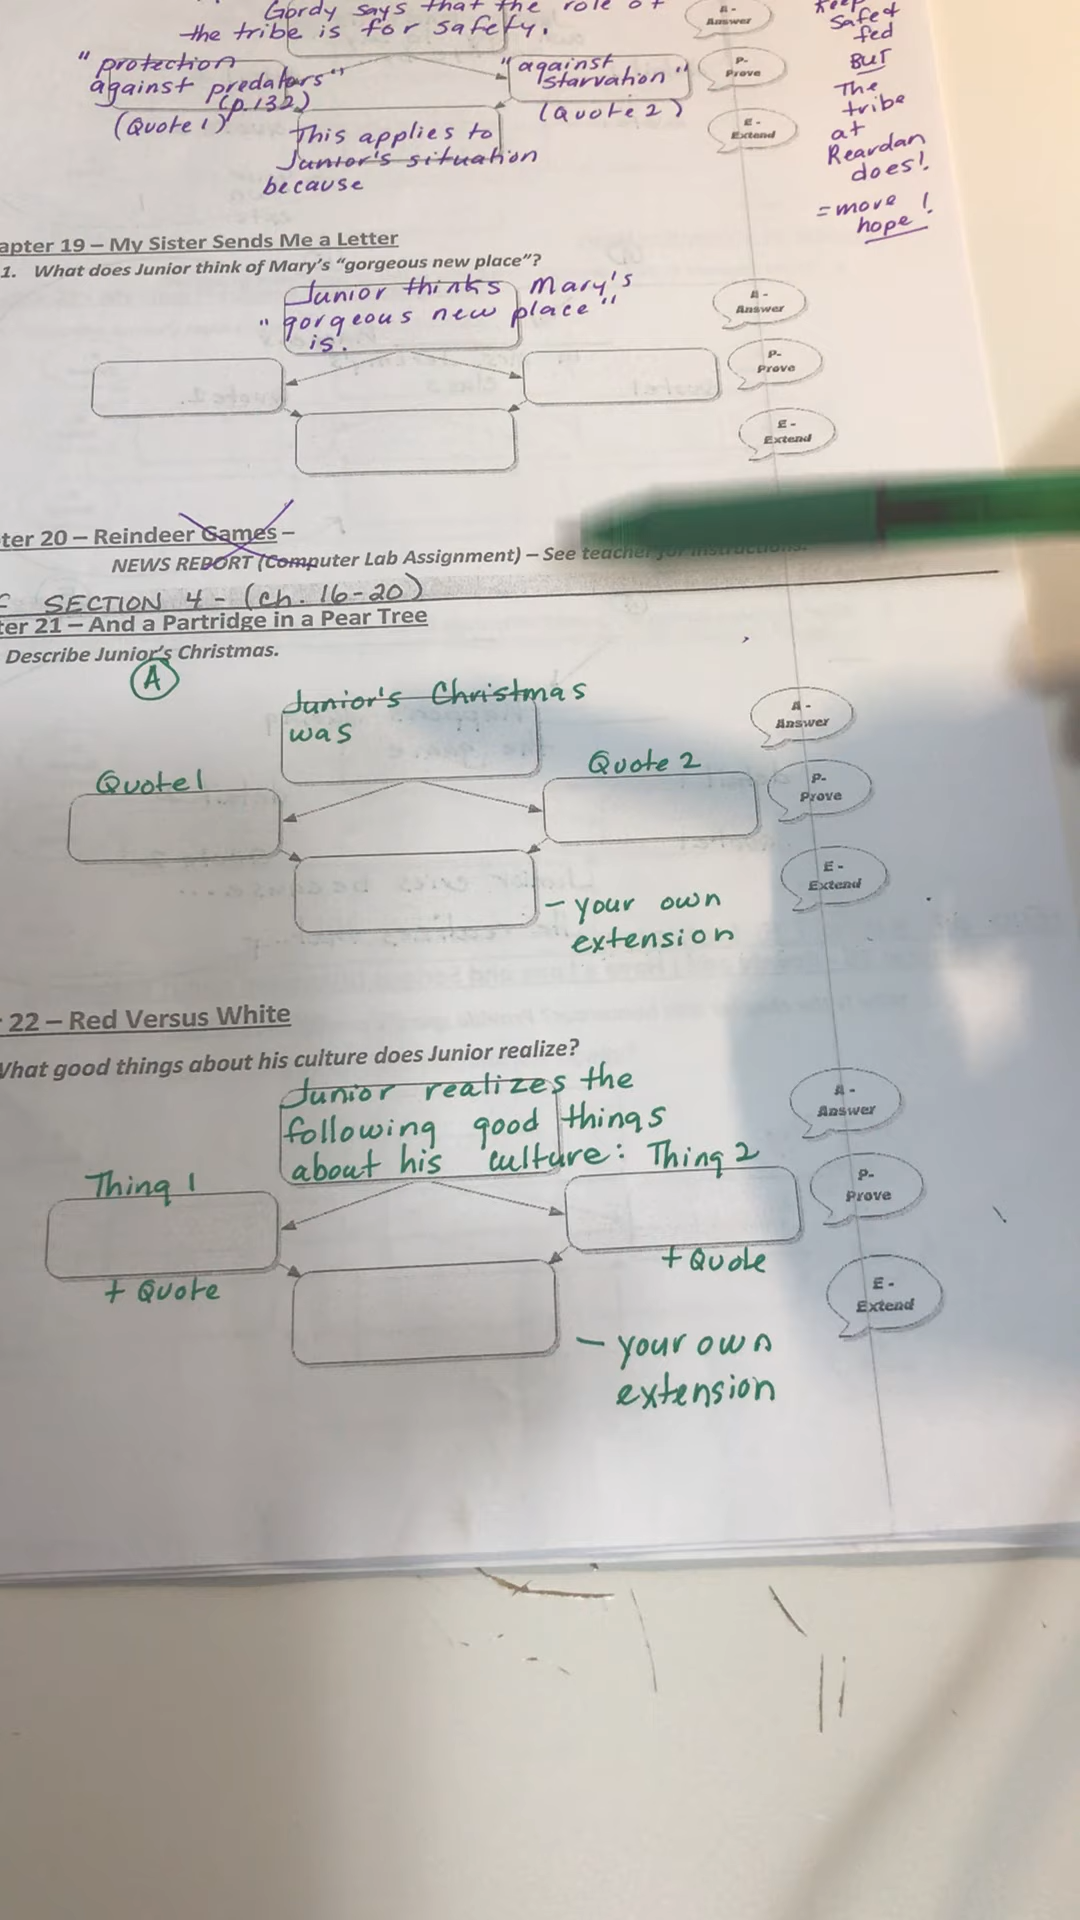 Gordy says that the role of
the tribe is for safety.
A-
Answer
"protection
against predators"
(p.132)
(Quote 1)
"against
starvation"
(Quote 2)
P-
Prove
This applies to
Junior's situation
because
E-
Extend
safe +
fed
BUT
The
tribe
at
Reardan
does!
= more
hope!
apter 19 – My Sister Sends Me a Letter
1. What does Junior think of Mary's "gorgeous new place"?
Junior thinks Mary's
"gorgeous new place"
is.
A-
Answer
P-
Prove
E-
Extend
ter 20 – Reindeer Games –
NEWS REPORT (Computer Lab Assignment) – See teacher for instructions.
SECTION 4 - (ch. 16-20)
ter 21 – And a Partridge in a Pear Tree
Describe Junior's Christmas.
A
Junior's Christmas
was
A-
Answer
Quote 1
Quote 2
P-
Prove
E-
Extend
- your own
extension
22 – Red Versus White
What good things about his culture does Junior realize?
Junior realizes the
following good things
about his culture:
A-
Answer
Thing 1
Thing 2
P-
Prove
+ Quote
+ Quote
E-
Extend
- your own
extension